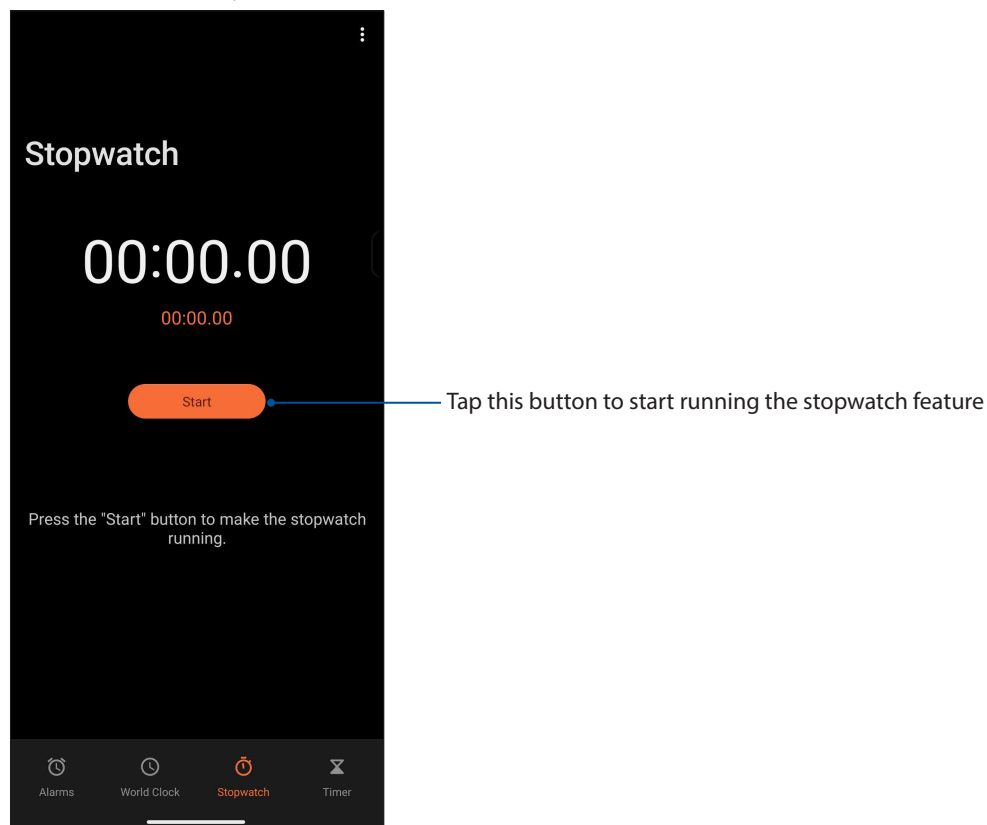 Stopwatch
00:00.00
00:00.00
Start
Tap this button to start running the stopwatch feature
Press the "Start" button to make the stopwatch
running.
Alarms World Clock Stopwatch Timer